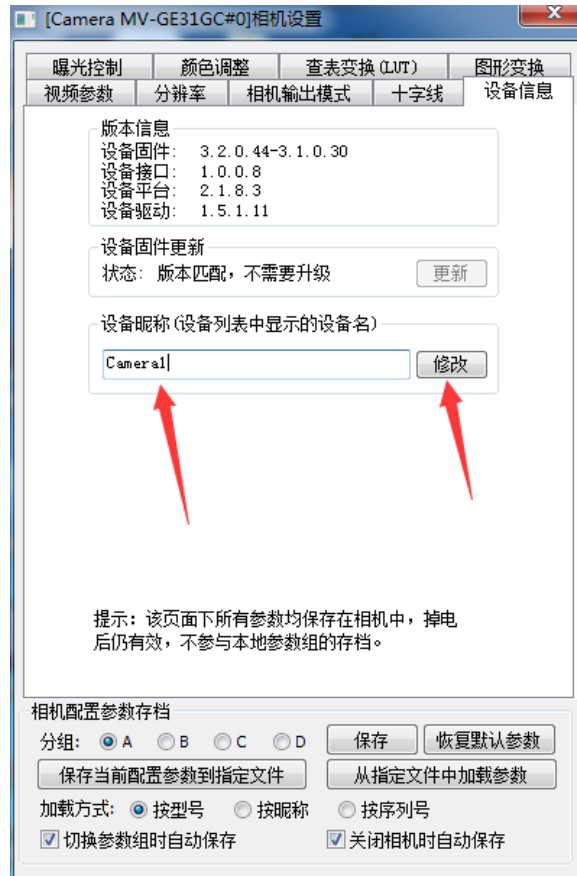 [Camera MV-GE31GC#0]相机设置
曝光控制 颜色调整 查表变换(LUT) 图形变换
视频参数 分辨率 相机输出模式 十字线 设备信息
版本信息
设备固件: 3.2.0.44-3.1.0.30
设备接口: 1.0.0.8
设备平台: 2.1.8.3
设备驱动: 1.5.1.11
设备固件更新
状态: 版本匹配，不需要升级 更新
设备昵称(设备列表中显示的设备名)
Camera1 修改
提示：该页面下所有参数均保存在相机中，掉电
后仍有效，不参与本地参数组的存档。
相机配置参数存档
分组: A B C D 保存 恢复默认参数
保存当前配置参数到指定文件 从指定文件中加载参数
加载方式: 按型号 按昵称 按序列号
切换参数组时自动保存 关闭相机时自动保存